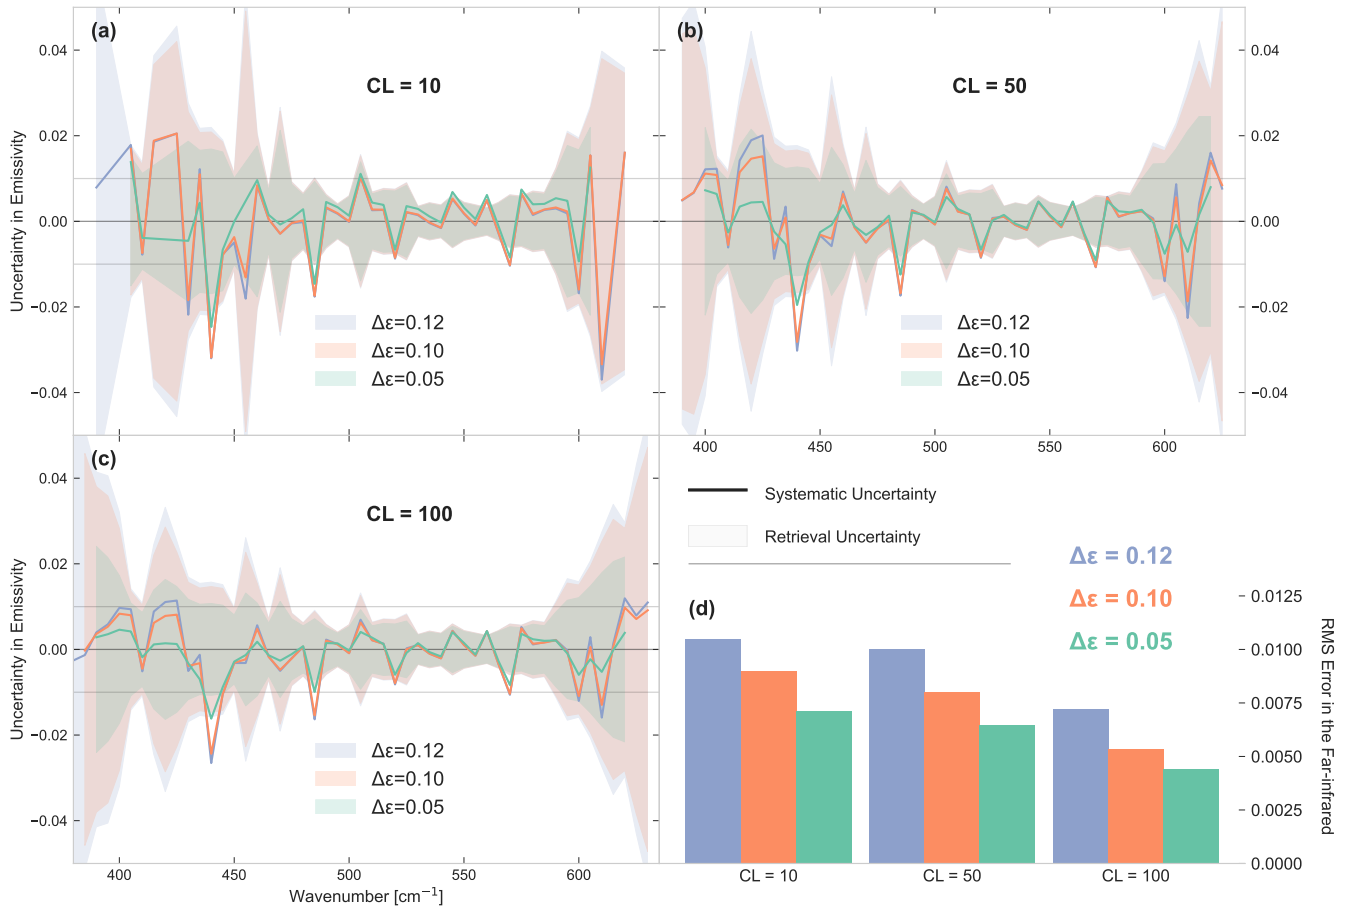 (a)
CL = 10
0.04
0.02
0.00
−0.02
−0.04
Uncertainty in Emissivity
Δε=0.12
Δε=0.10
Δε=0.05
(b)
CL = 50
0.04
0.02
0.00
−0.02
−0.04
Δε=0.12
Δε=0.10
Δε=0.05
400
450
500
550
600
(c)
CL = 100
0.04
0.02
0.00
−0.02
−0.04
Uncertainty in Emissivity
Δε=0.12
Δε=0.10
Δε=0.05
400
450
500
550
600
Wavenumber [cm⁻¹]
Systematic Uncertainty
Retrieval Uncertainty
Δε = 0.12
Δε = 0.10
Δε = 0.05
(d)
0.0125
0.0100
0.0075
0.0050
0.0025
0.0000
RMS Error in the Far-infrared
CL = 10
CL = 50
CL = 100